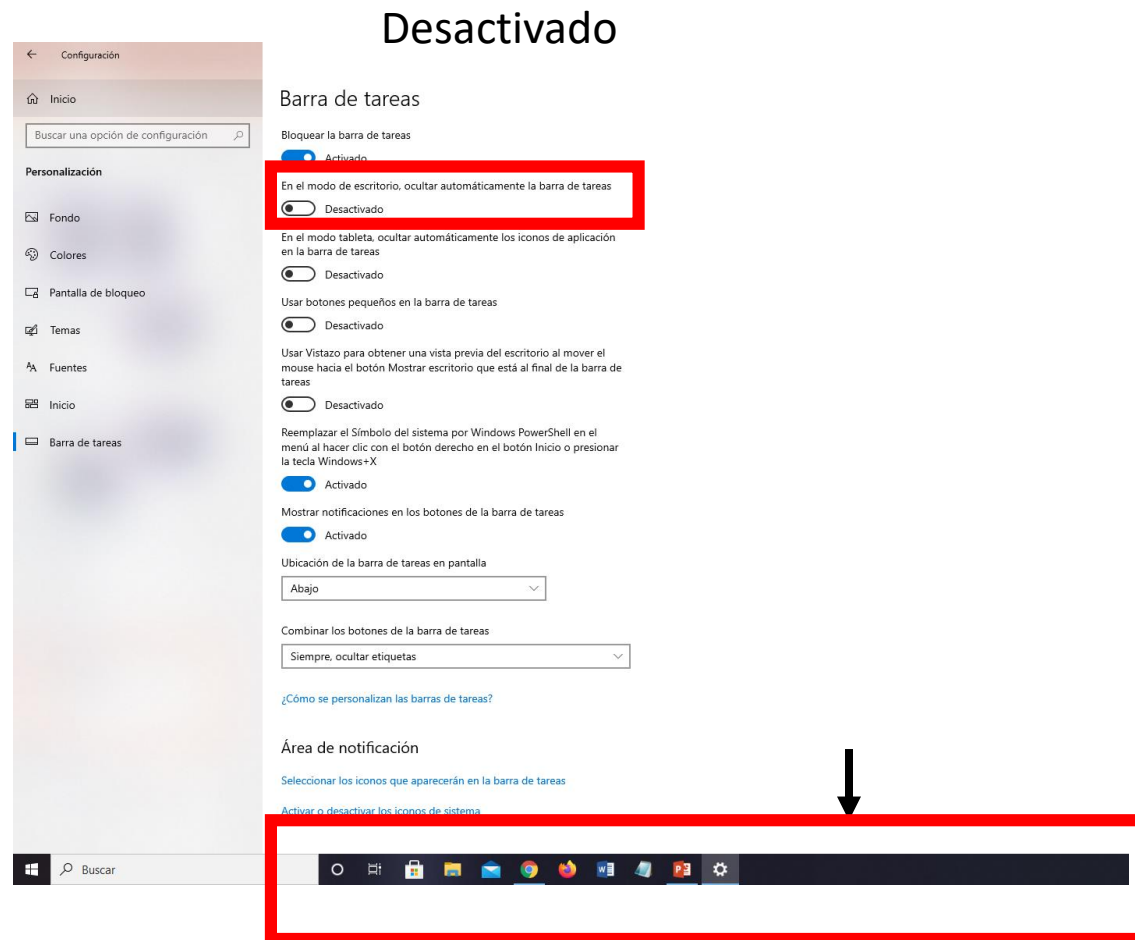 Desactivado
Configuración
Inicio
Buscar una opción de configuración
Personalización
Fondo
Colores
Pantalla de bloqueo
Temas
Fuentes
Inicio
Barra de tareas
Barra de tareas
Bloquear la barra de tareas
Activado
En el modo de escritorio, ocultar automáticamente la barra de tareas
Desactivado
En el modo tableta, ocultar automáticamente los iconos de aplicación
en la barra de tareas
Desactivado
Usar botones pequeños en la barra de tareas
Desactivado
Usar Vistazo para obtener una vista previa del escritorio al mover el
mouse hacia el botón Mostrar escritorio que está al final de la barra de
tareas
Desactivado
Reemplazar el Símbolo del sistema por Windows PowerShell en el
menú al hacer clic con el botón derecho en el botón Inicio o presionar
la tecla Windows+X
Activado
Mostrar notificaciones en los botones de la barra de tareas
Activado
Ubicación de la barra de tareas en pantalla
Abajo
Combinar los botones de la barra de tareas
Siempre, ocultar etiquetas
¿Cómo se personalizan las barras de tareas?
Área de notificación
Seleccionar los iconos que aparecerán en la barra de tareas
Activar o desactivar los iconos de sistema
Buscar